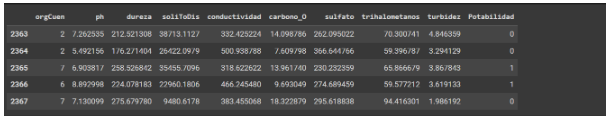 orgCuen ph dureza soliToDis conductividad carbono_O sulfato trihalometanos turbidez Potabilidad
2363 2 7.262535 212.521308 38713.1127 332.425224 14.098786 262.095022 70.300741 4.846359 0
2364 2 5.492156 176.271404 26422.0979 500.938788 7.609798 366.644766 59.396787 3.294129 0
2365 7 6.903817 258.526842 35455.7096 318.622622 13.961740 230.232359 65.866679 3.867843 1
2366 6 8.892998 224.078183 22960.1806 466.245480 9.693049 274.689459 59.577212 3.619133 1
2367 7 7.130099 275.679780 9480.6178 383.455068 18.322879 295.618838 94.416301 1.986192 0